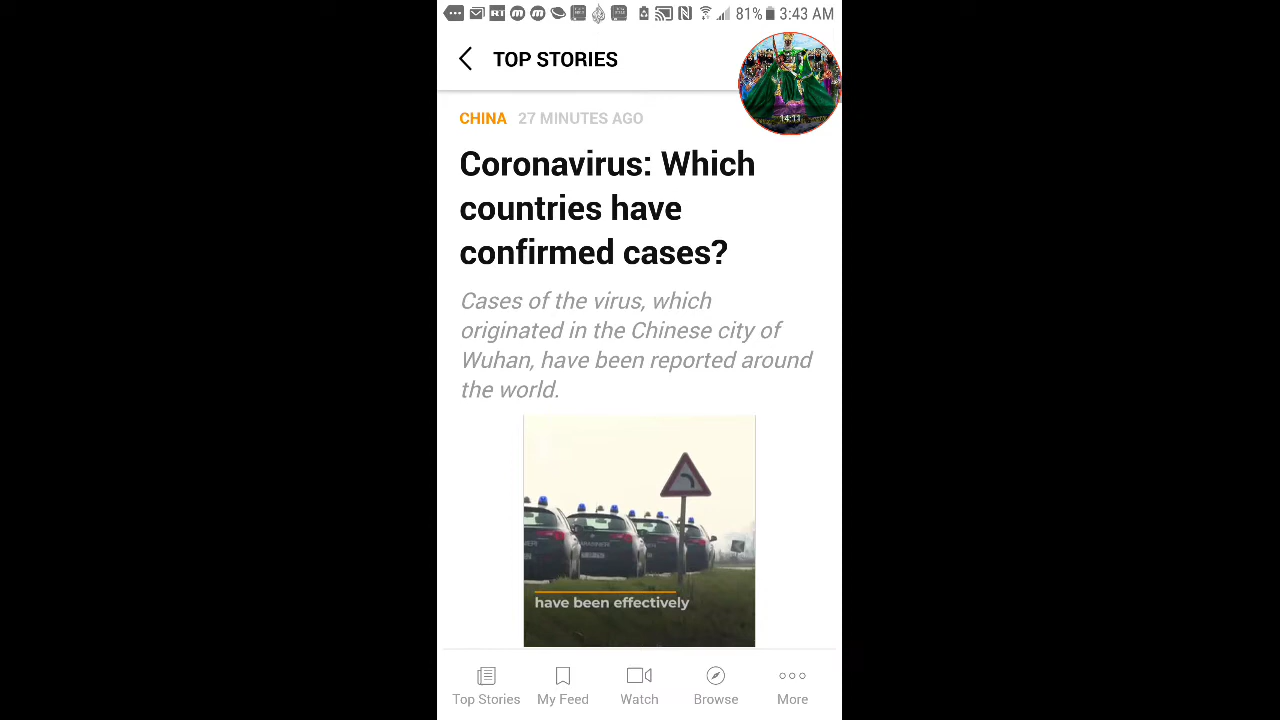 81% 3:43 AM
TOP STORIES
14:11
CHINA 27 MINUTES AGO
Coronavirus: Which
countries have
confirmed cases?
Cases of the virus, which
originated in the Chinese city of
Wuhan, have been reported around
the world.
have been effectively
Top Stories My Feed Watch Browse More